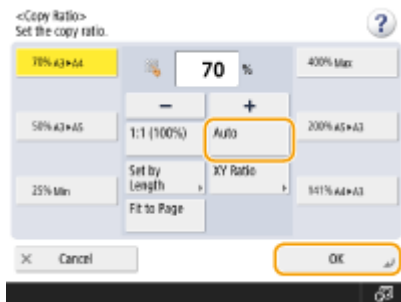 <Copy Ratio>
Set the copy ratio.
?
70% A3▶A4
70 %
400% Max
− +
50% A3▶A5
1:1 (100%)
Auto
200% A5▶A3
Set by Length
XY Ratio
25% Min
141% A4▶A3
Fit to Page
× Cancel
OK